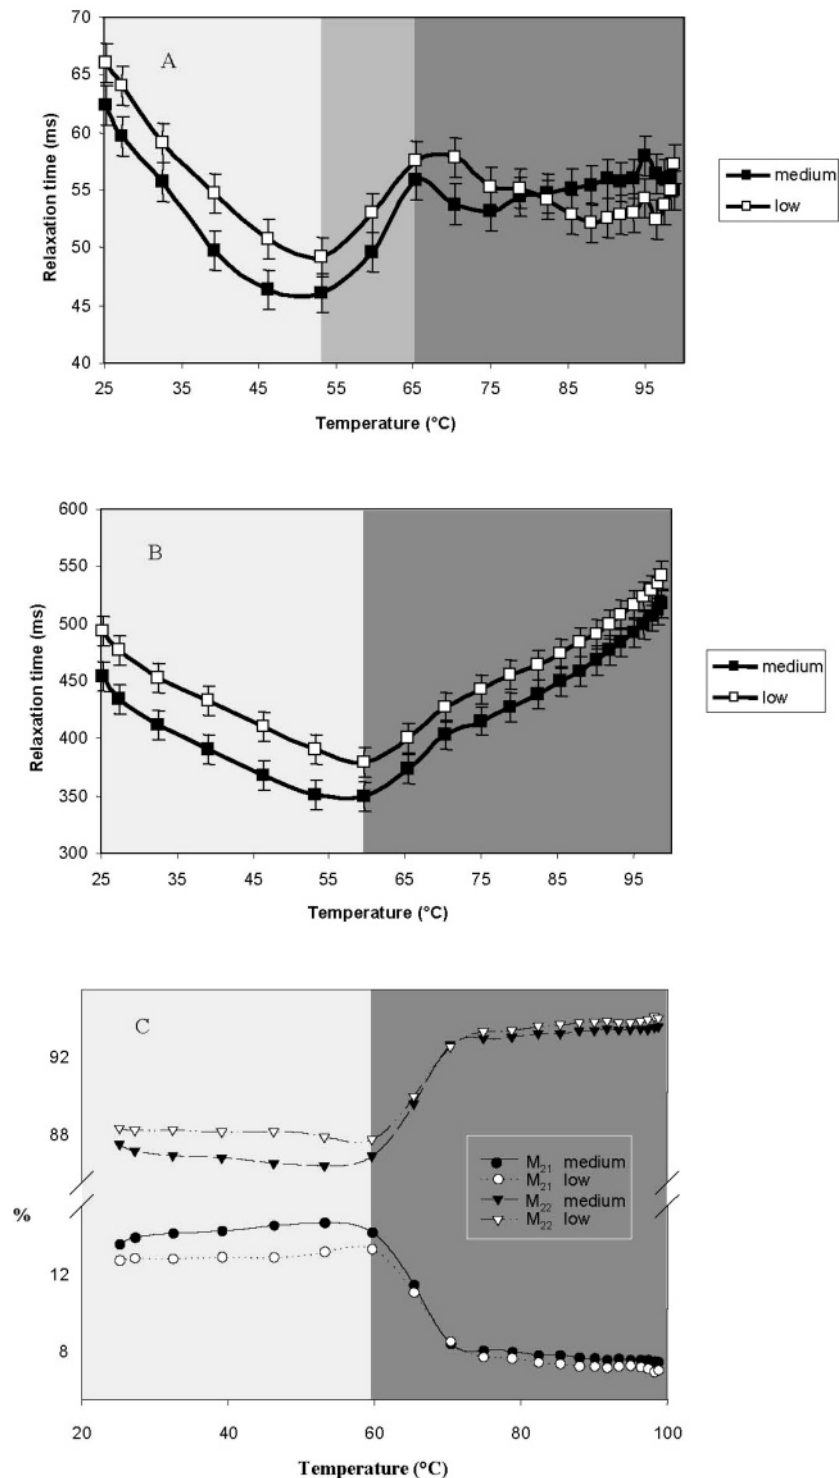 70
65
60
55
50
45
40
Relaxation time (ms)
A
25 35 45 55 65 75 85 95
Temperature (°C)
medium
low
600
550
500
450
400
350
300
Relaxation time (ms)
B
25 35 45 55 65 75 85 95
Temperature (°C)
medium
low
C
92
88
%
12
8
M21 medium
M21 low
M22 medium
M22 low
20 40 60 80 100
Temperature (°C)